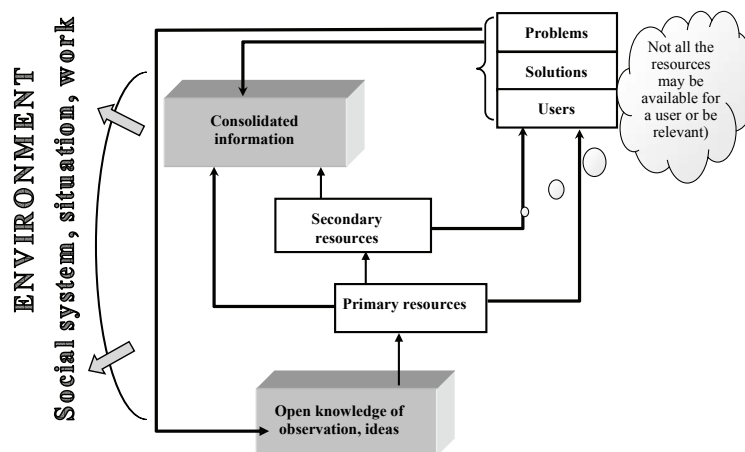 ENVIRONMENT
Social system, situation, work
Problems
Solutions
Users
Not all the
resources
may be
available for
a user or be
relevant)
Consolidated
information
Secondary
resources
Primary resources
Open knowledge of
observation, ideas